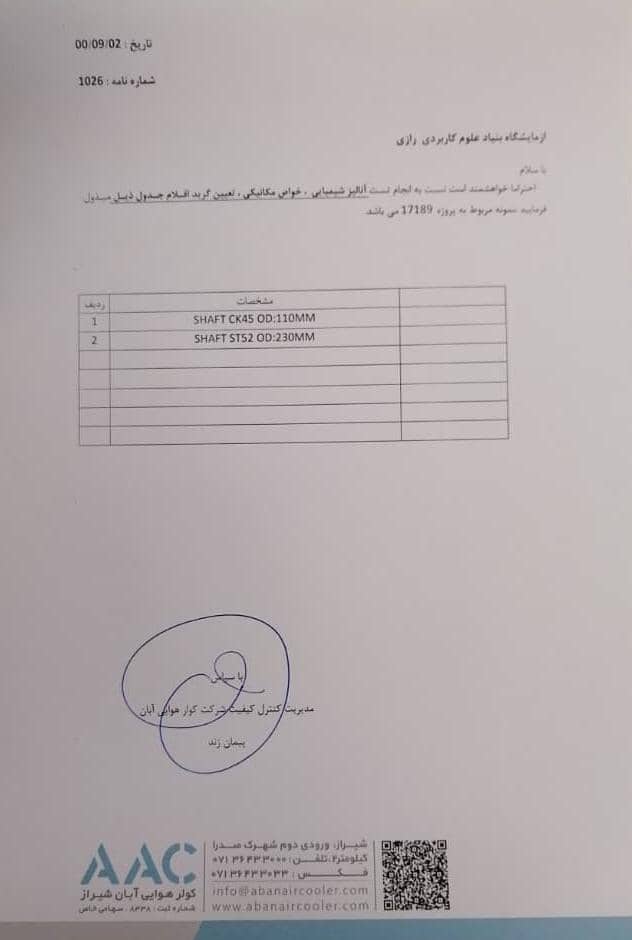 تاریخ : 00/09/02
شماره نامه : 1026
ازمایشگاه بنیاد علوم کاربردی رازی
با سلام
احتراما خواهشمند است نسبت به انجام تست آنالیز شیمیایی ، خواص مکانیکی ، تعیین گرید اقلام جدول ذیل مبذول
فرمایید نمونه مربوط به پروژه 17189 می باشد
ردیف مشخصات
1 SHAFT CK45 OD:110MM
2 SHAFT ST52 OD:230MM
با سپاس
مدیریت کنترل کیفیت شرکت کولر هوایی آبان
پیمان زند
AAC
کولر هوایی آبان شیراز
شماره ثبت : ۸۳۳۸ . سهامی خاص
شیراز، ورودی دوم شهرک صدرا
کیلومتر۲، تلفن : ۰۷۱۳۶۴۳۳۰۰۰
فکس : ۰۷۱۳۶۴۳۳۰۳۳
info@abanaircooler.com
www.abanaircooler.com